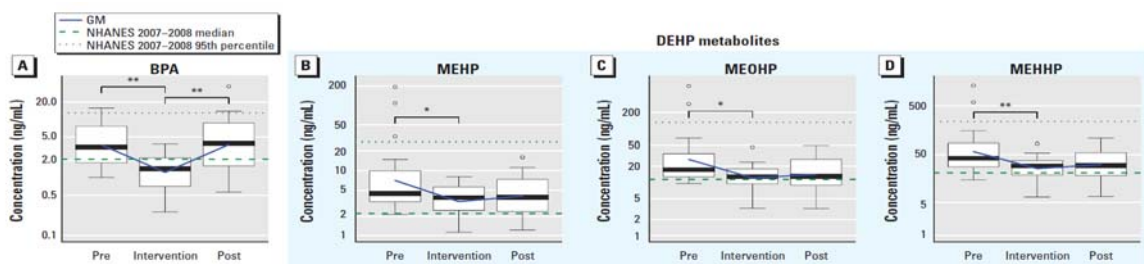 GM
NHANES 2007–2008 median
NHANES 2007–2008 95th percentile
DEHP metabolites
A
BPA
Concentration (ng/mL)
20.0
5.0
2.0
0.5
0.1
**
**
Pre Intervention Post
B
MEHP
Concentration (ng/mL)
200
50
20
10
5
2
1
*
Pre Intervention Post
C
MEOHP
Concentration (ng/mL)
200
50
20
10
5
2
1
*
Pre Intervention Post
D
MEHHP
Concentration (ng/mL)
500
50
5
1
**
Pre Intervention Post